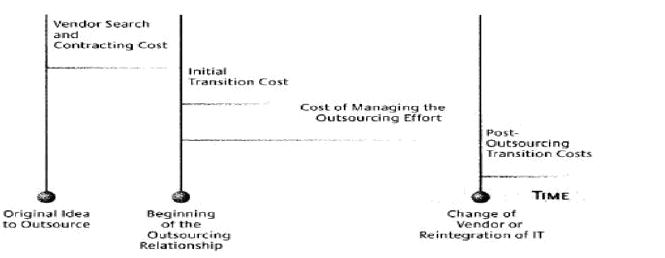 Vendor Search
and
Contracting Cost
Initial
Transition Cost
Cost of Managing the
Outsourcing Effort
Post-
Outsourcing
Transition Costs
TIME
Original Idea
to Outsource
Beginning
of the
Outsourcing
Relationship
Change of
Vendor or
Reintegration of IT